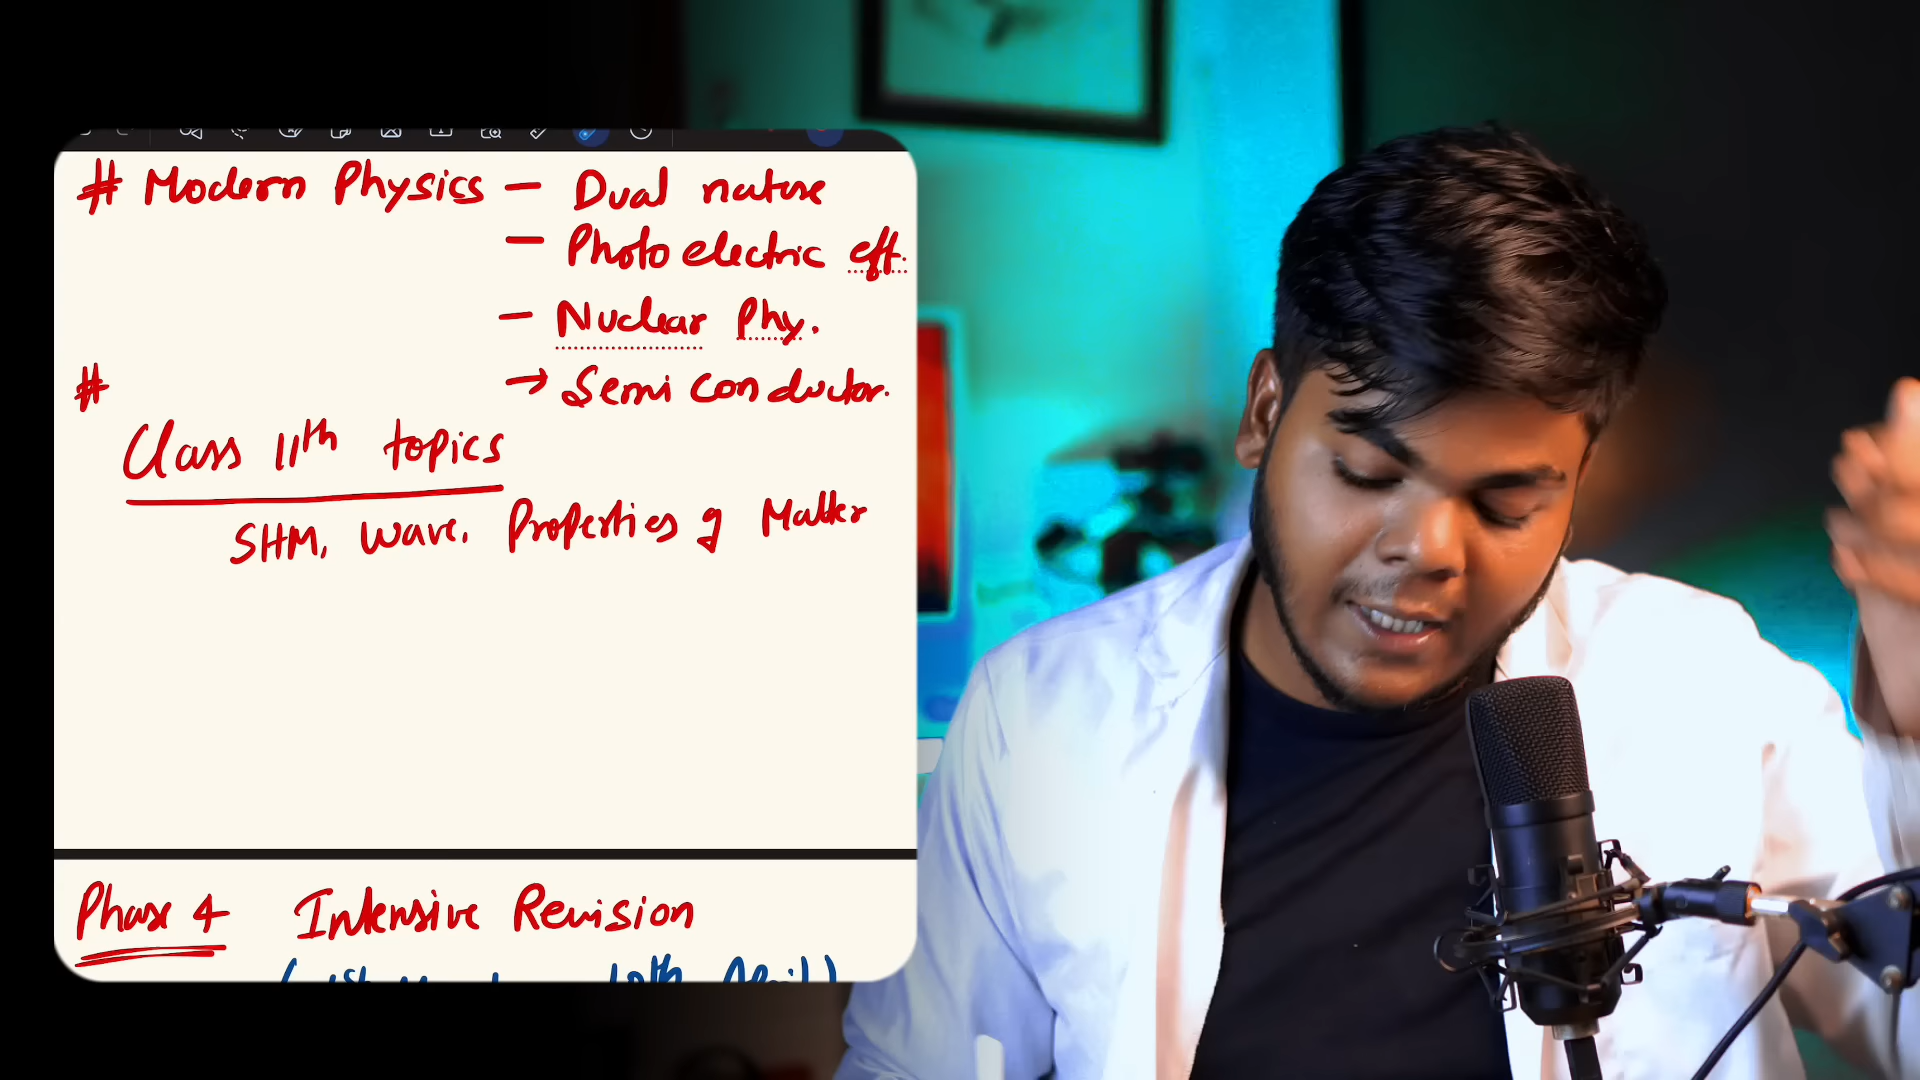 # Modern Physics – Dual nature
– Photo electric eff.
– Nuclear Phy.
# → Semi conductor.
Class 11th topics
SHM, Wave, Properties of Matter
Phase 4 Intensive Revision